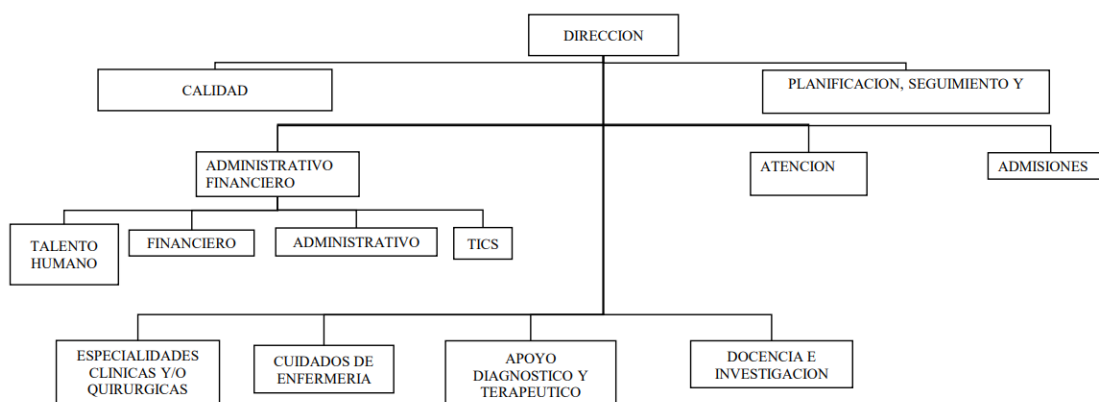 DIRECCION
CALIDAD
PLANIFICACION, SEGUIMIENTO Y
ADMINISTRATIVO
FINANCIERO
ATENCION
ADMISIONES
TALENTO
HUMANO
FINANCIERO
ADMINISTRATIVO
TICS
ESPECIALIDADES
CLINICAS Y/O
QUIRURGICAS
CUIDADOS DE
ENFERMERIA
APOYO
DIAGNOSTICO Y
TERAPEUTICO
DOCENCIA E
INVESTIGACION